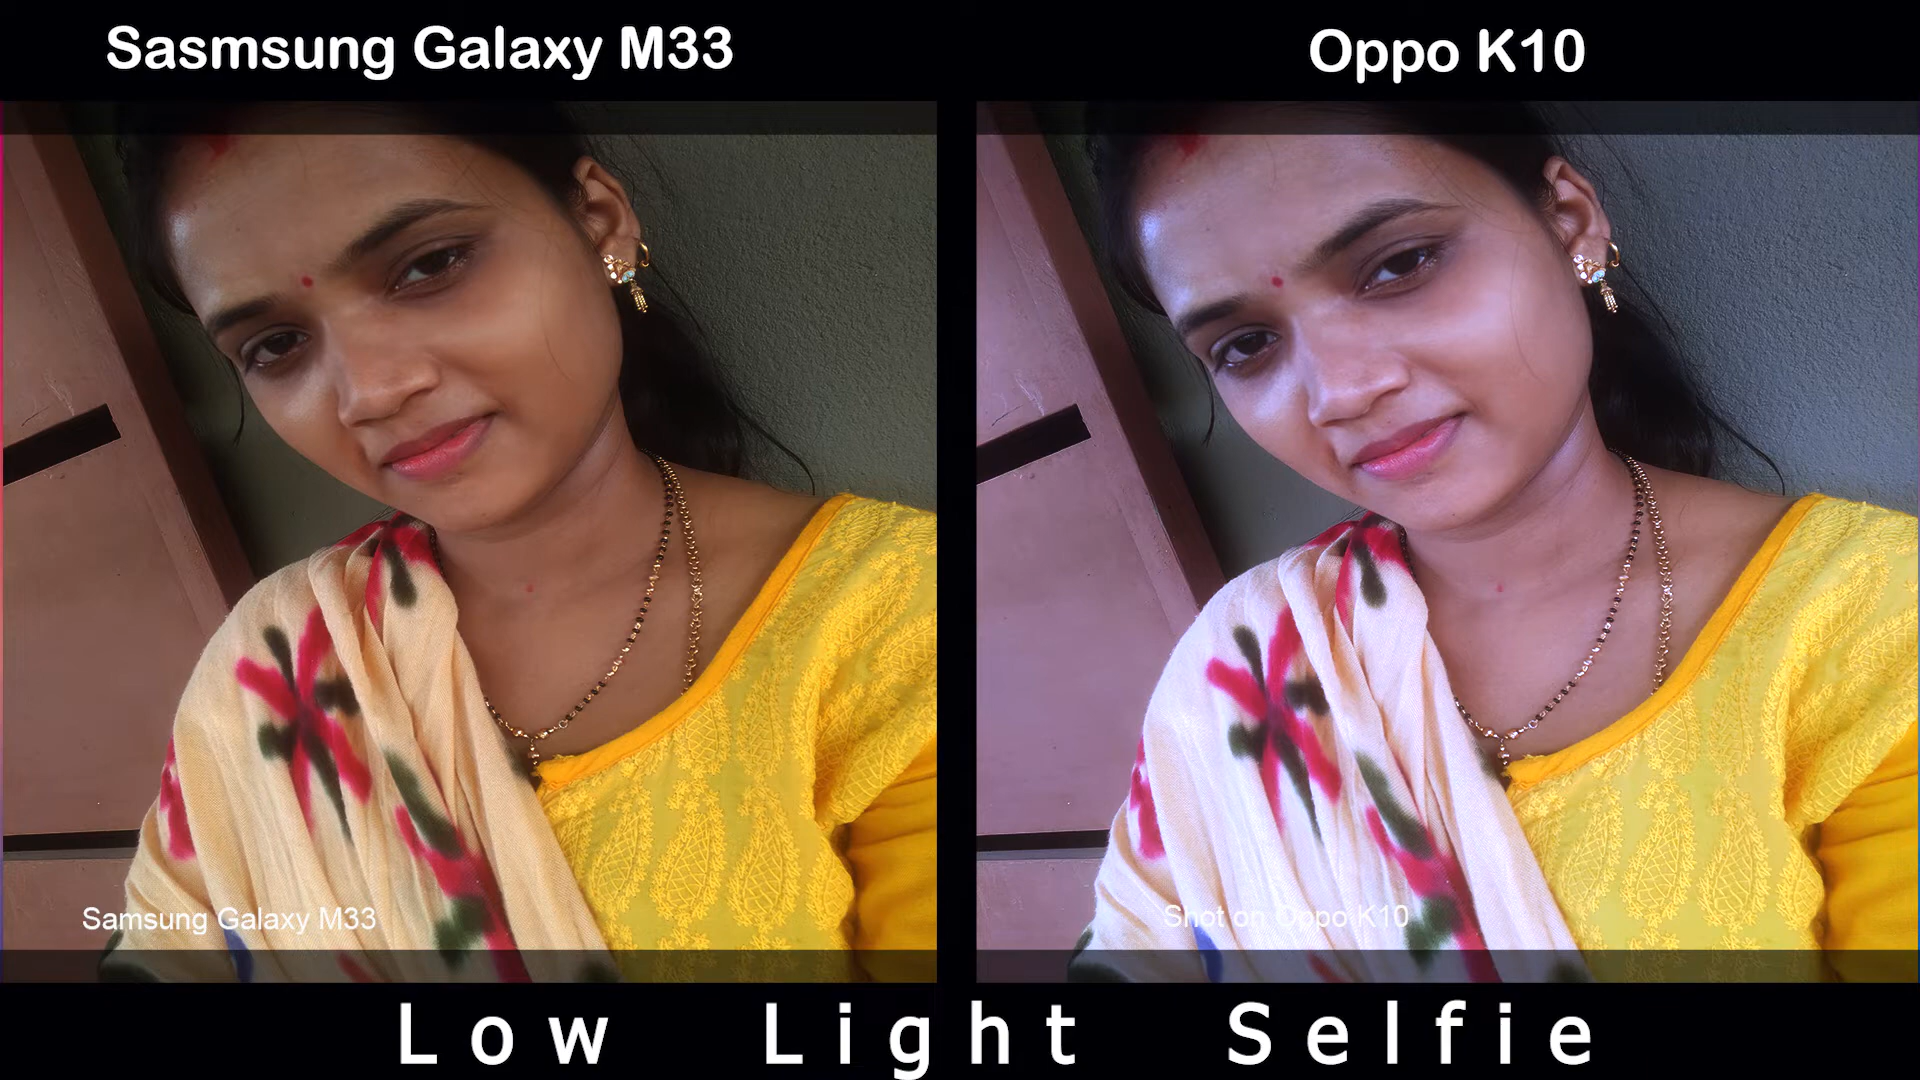 Sasmsung Galaxy M33
Oppo K10
Samsung Galaxy M33
Shot on Oppo K10
Low Light Selfie